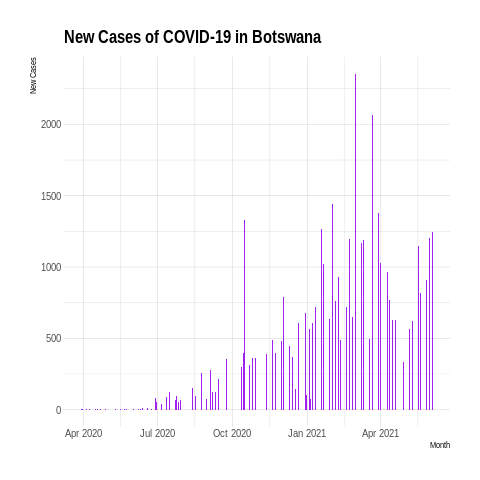 New Cases of COVID-19 in Botswana
New Cases
2000
1500
1000
500
0
Apr 2020 Jul 2020 Oct 2020 Jan 2021 Apr 2021
Month